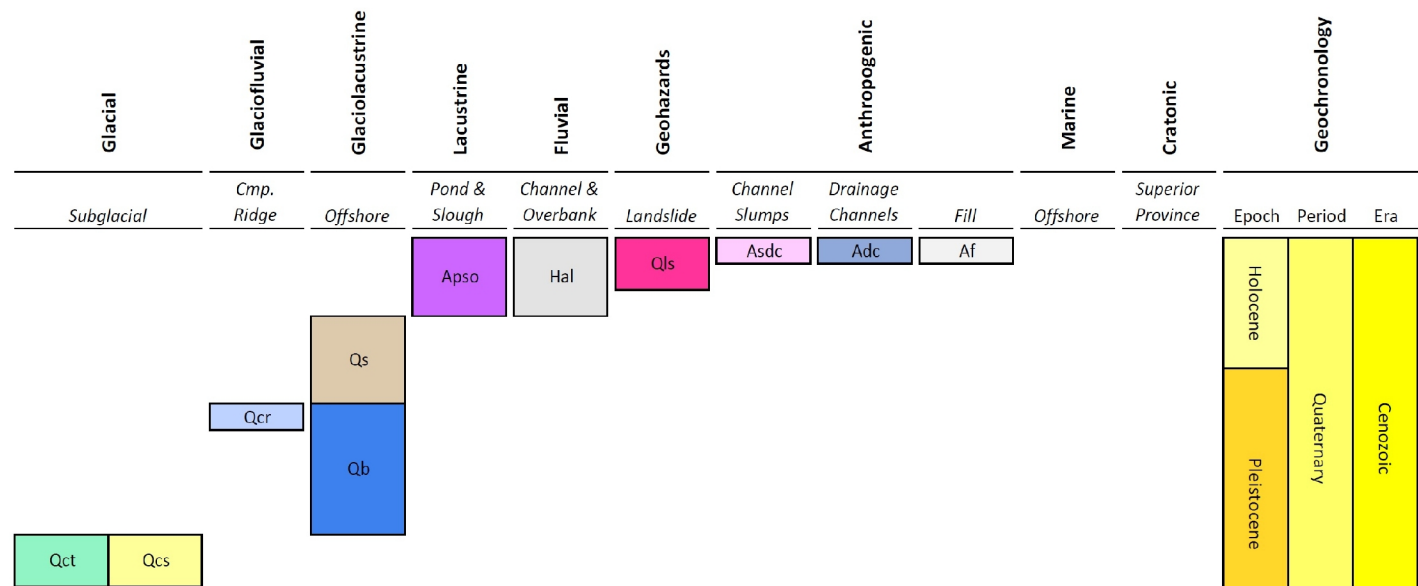 Glacial
Glaciofluvial
Glaciolacustrine
Lacustrine
Fluvial
Geohazards
Anthropogenic
Marine
Cratonic
Geochronology
Subglacial
Cmp.
Ridge
Offshore
Pond &
Slough
Channel &
Overbank
Landslide
Channel
Slumps
Drainage
Channels
Fill
Offshore
Superior
Province
Epoch
Period
Era
Apso
Hal
Qls
Asdc
Adc
Af
Holocene
Qs
Qcr
Qb
Quaternary
Cenozoic
Pleistocene
Qct
Qcs